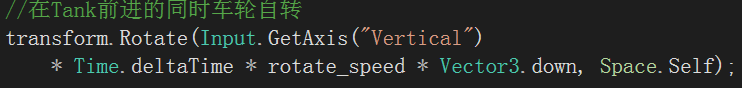 //在Tank前进的同时车轮自转
transform.Rotate(Input.GetAxis("Vertical")
* Time.deltaTime * rotate_speed * Vector3.down, Space.Self);